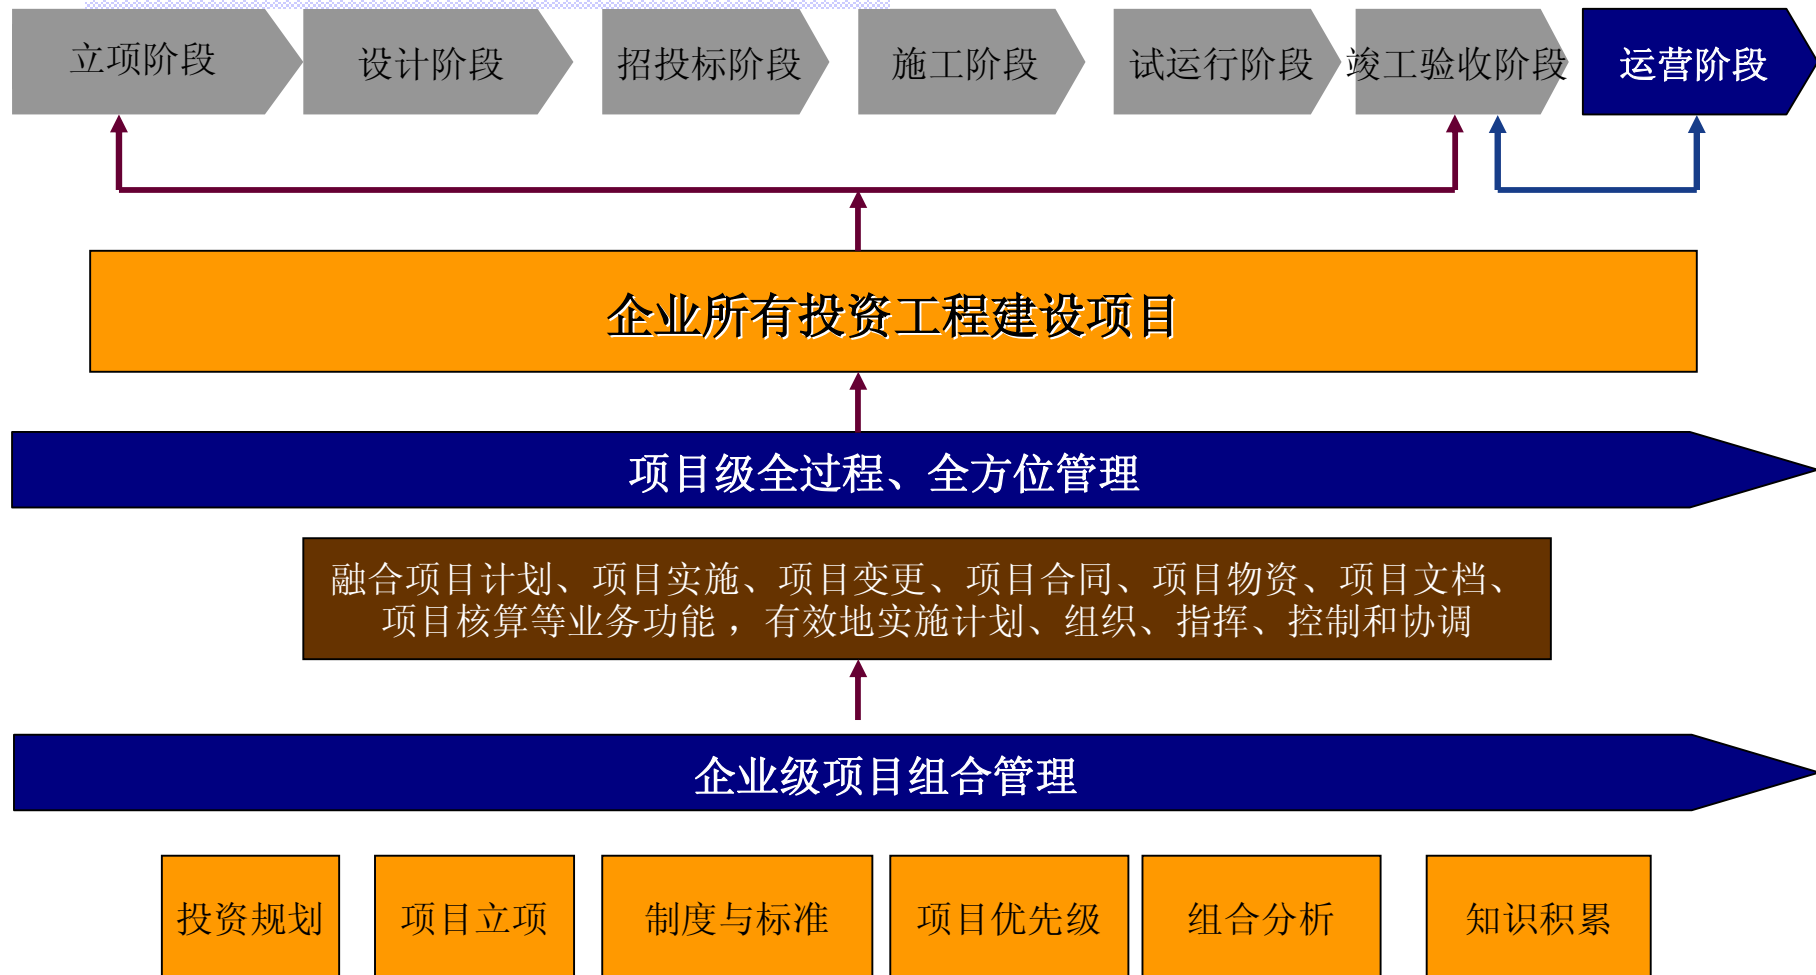 立项阶段
设计阶段
招投标阶段
施工阶段
试运行阶段
竣工验收阶段
运营阶段
企业所有投资工程建设项目
项目级全过程、全方位管理
融合项目计划、项目实施、项目变更、项目合同、项目物资、项目文档、
项目核算等业务功能，有效地实施计划、组织、指挥、控制和协调
企业级项目组合管理
投资规划
项目立项
制度与标准
项目优先级
组合分析
知识积累